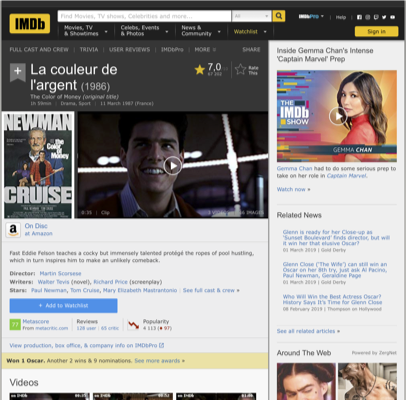 IMDb
Find Movies, TV shows, Celebrities and more...
All
IMDbPro
Help
Movies, TV
& Showtimes
Celebs, Events
& Photos
News &
Community
Watchlist
Sign in
FULL CAST AND CREW | TRIVIA | USER REVIEWS | IMDbPro | MORE
SHARE
La couleur de
l'argent (1986)
The Color of Money (original title)
1h 59min | Drama, Sport | 11 March 1987 (France)
7,0
Rate
This
NEWMAN
the Color of Money
CRUISE
0:30 | Clip
IMAGES
On Disc
at Amazon
Fast Eddie Felson teaches a cocky but immensely talented protégé the ropes of pool hustling,
which in turn inspires him to make an unlikely comeback.
Director: Martin Scorsese
Writers: Walter Tevis (novel), Richard Price (screenplay)
Stars: Paul Newman, Tom Cruise, Mary Elizabeth Mastrantonio | See full cast & crew »
+ Add to Watchlist
Metascore
From metacritic.com
Reviews
128 user | 65 critic
Popularity
4 113 ( 97)
View production, box office, & company info on IMDbPro
Won 1 Oscar. Another 2 wins & 9 nominations. See more awards »
Videos
Inside Gemma Chan's Intense
'Captain Marvel' Prep
THE
IMDb
SHOW
GEMMA CHAN
Gemma Chan had to do some serious prep to
take on her role in Captain Marvel.
Watch now »
Related News
Glenn is ready for her Close-up as
'Sunset Boulevard' finds director, but will
it win her that elusive Oscar?
01 March 2019 | Gold Derby
Glenn Close ('The Wife') can still win an
Oscar on her 8th try, just ask Al Pacino,
Paul Newman, Geraldine Page
01 March 2019 | Gold Derby
Who Will Win the Best Actress Oscar?
History Says It's Time for Glenn Close
08 February 2019 | Thompson on Hollywood
See all related articles »
Around The Web
Powered by ZergNet